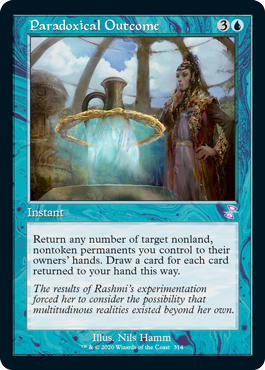 Paradoxical Outcome 3
Instant
Return any number of target nonland,
nontoken permanents you control to their
owners' hands. Draw a card for each card
returned to your hand this way.
The results of Rashmi's experimentation
forced her to consider the possibility that
multitudinous realities existed beyond her own.
Illus. Nils Hamm
™ & © 2020 Wizards of the Coast 314